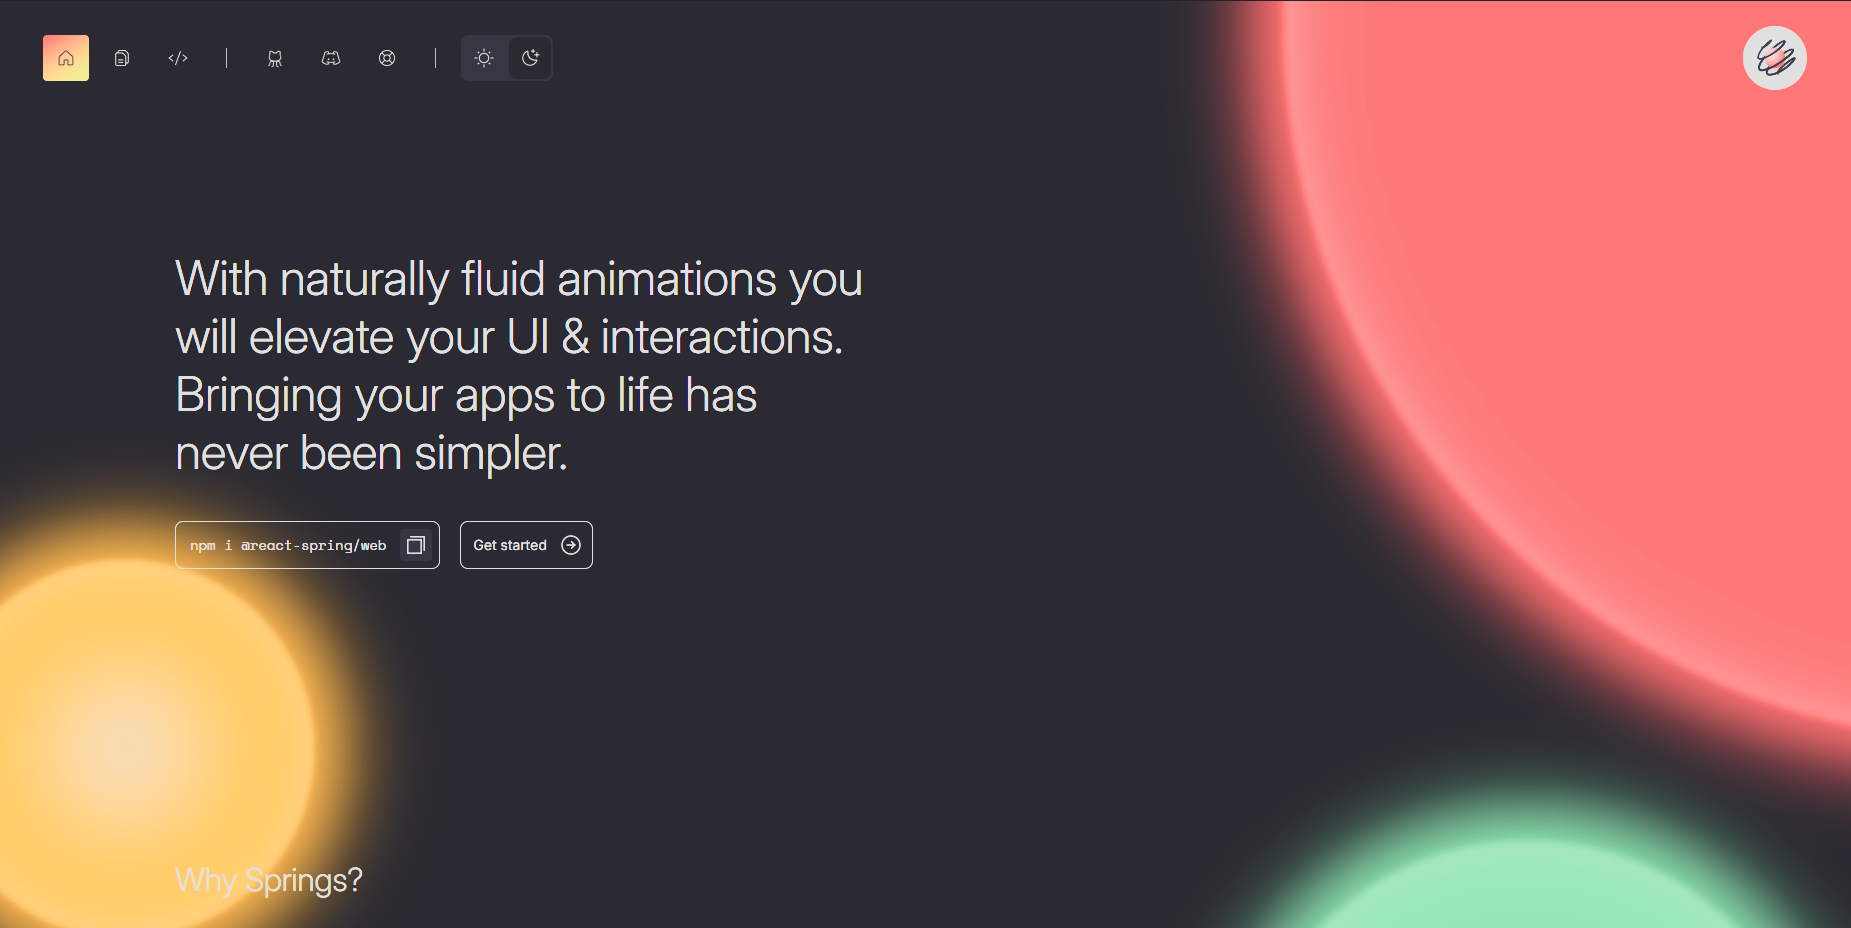 With naturally fluid animations you
will elevate your UI & interactions.
Bringing your apps to life has
never been simpler.
npm i @react-spring/web
Get started
Why Springs?